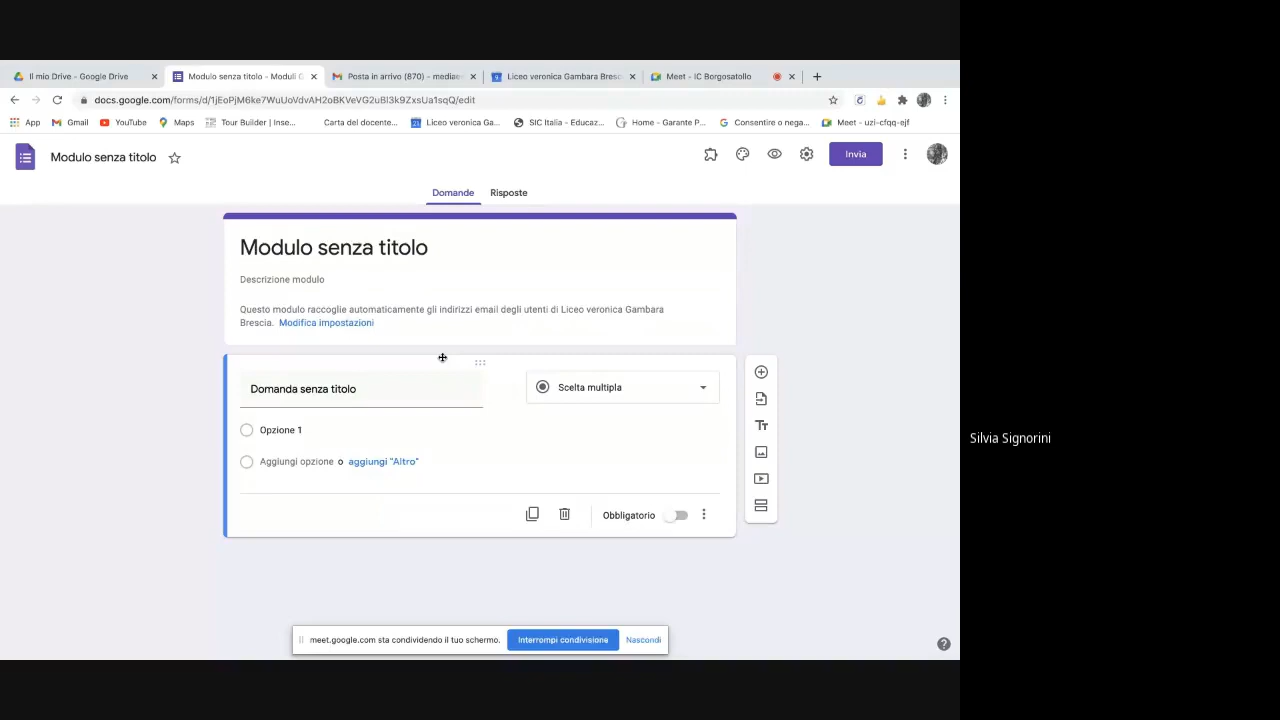 Il mio Drive - Google Drive
Modulo senza titolo - Moduli G
Posta in arrivo (870) - mediae
Liceo veronica Gambara Bresc
Meet - IC Borgosatollo
docs.google.com/forms/d/1jEoPjM6ke7WuUoVdvAH2oBKVeVG2uBl3k9ZxsUa1sqQ/edit
App
Gmail
YouTube
Maps
Tour Builder | Inse...
Carta del docente...
Liceo veronica Ga...
SIC Italia - Educaz...
Home - Garante P...
Consentire o nega...
Meet - uzi-cfqq-ejf
Modulo senza titolo
Invia
Domande
Risposte
Modulo senza titolo
Descrizione modulo
Questo modulo raccoglie automaticamente gli indirizzi email degli utenti di Liceo veronica Gambara
Brescia. Modifica impostazioni
Domanda senza titolo
Scelta multipla
Opzione 1
Aggiungi opzione o aggiungi "Altro"
Obbligatorio
Silvia Signorini
meet.google.com sta condividendo il tuo schermo.
Interrompi condivisione
Nascondi